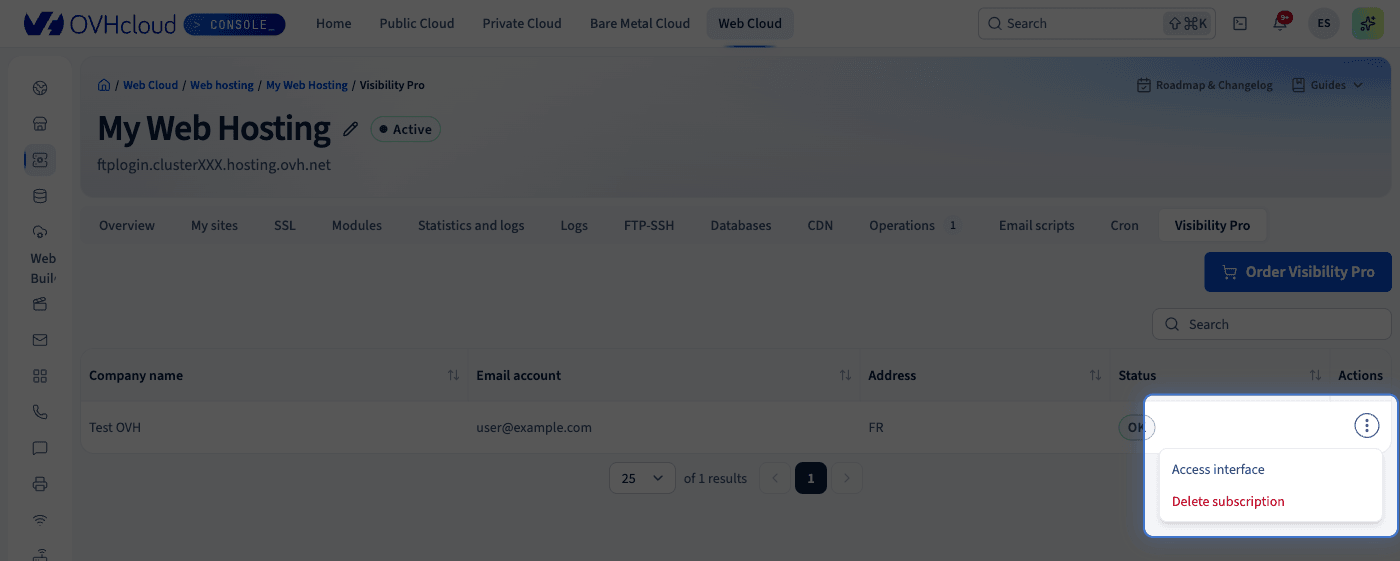 OVHcloud > CONSOLE_ Home Public Cloud Private Cloud Bare Metal Cloud Web Cloud Search ⇧⌘K 9+ ES
/ Web Cloud / Web hosting / My Web Hosting / Visibility Pro Roadmap & Changelog Guides
My Web Hosting Active
ftplogin.clusterXXX.hosting.ovh.net
Overview My sites SSL Modules Statistics and logs Logs FTP-SSH Databases CDN Operations 1 Email scripts Cron Visibility Pro
Web
Buil
Order Visibility Pro
Search
Company name Email account Address Status Actions
Test OVH user@example.com FR OK
25 of 1 results 1
Access interface
Delete subscription